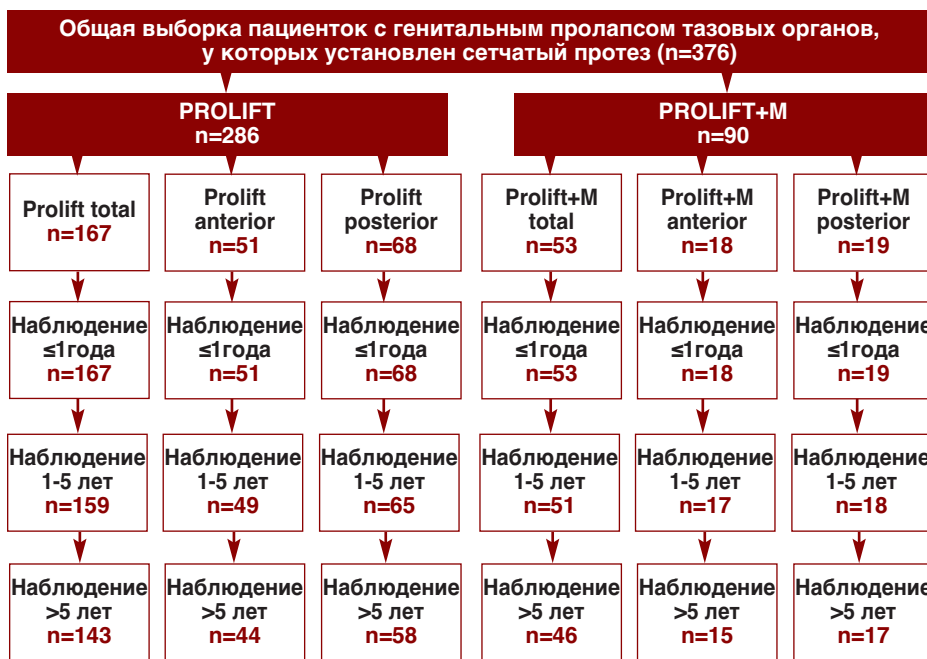 Общая выборка пациенток с генитальным пролапсом тазовых органов,
у которых установлен сетчатый протез (n=376)
PROLIFT
n=286
PROLIFT+M
n=90
Prolift total
n=167
Prolift
anterior
n=51
Prolift
posterior
n=68
Prolift+M
total
n=53
Prolift+M
anterior
n=18
Prolift+M
posterior
n=19
Наблюдение
≤1года
n=167
Наблюдение
≤1года
n=51
Наблюдение
≤1года
n=68
Наблюдение
≤1года
n=53
Наблюдение
≤1года
n=18
Наблюдение
≤1года
n=19
Наблюдение
1-5 лет
n=159
Наблюдение
1-5 лет
n=49
Наблюдение
1-5 лет
n=65
Наблюдение
1-5 лет
n=51
Наблюдение
1-5 лет
n=17
Наблюдение
1-5 лет
n=18
Наблюдение
>5 лет
n=143
Наблюдение
>5 лет
n=44
Наблюдение
>5 лет
n=58
Наблюдение
>5 лет
n=46
Наблюдение
>5 лет
n=15
Наблюдение
>5 лет
n=17